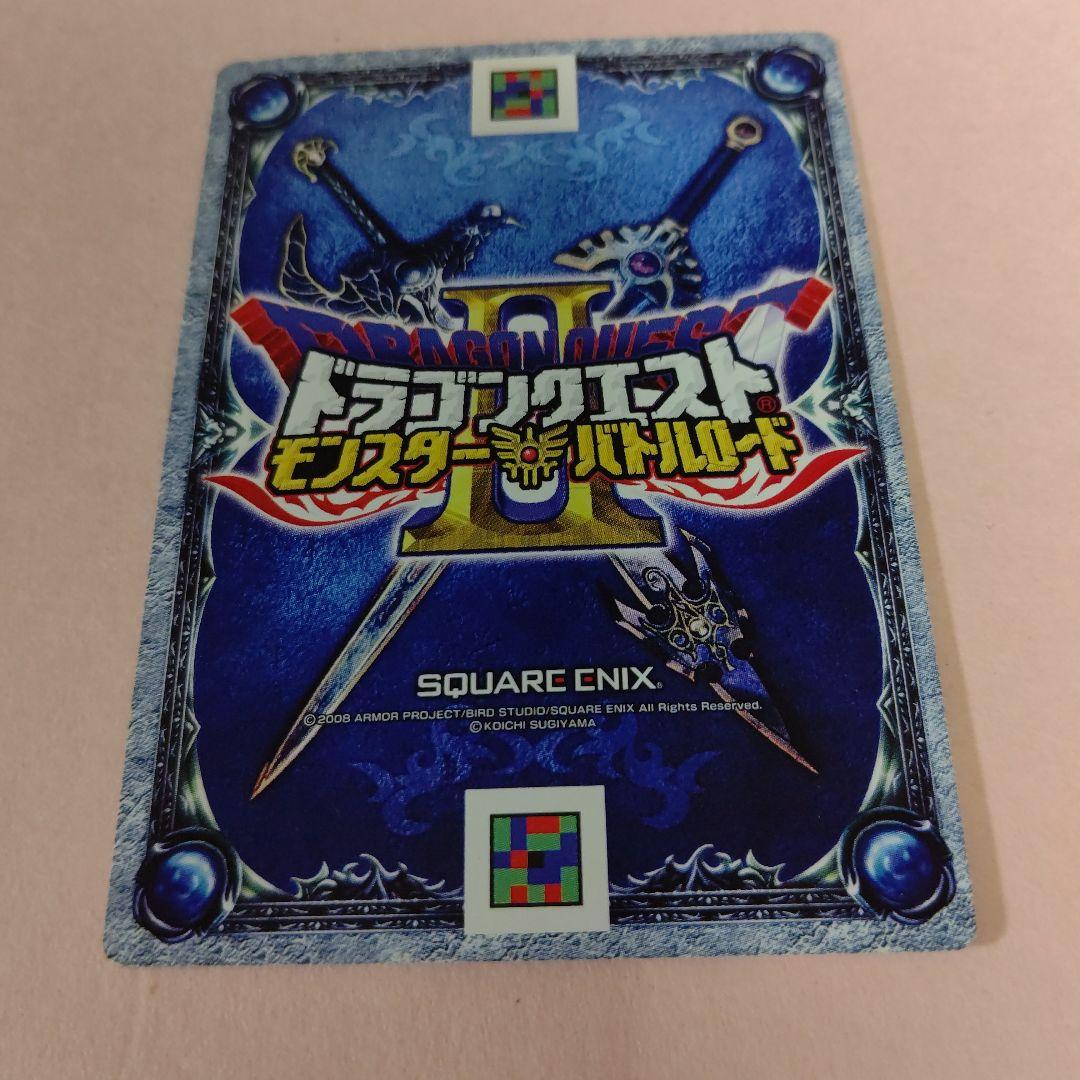 DRAGON QUEST
II
ドラゴンクエスト®
モンスターバトルロード
SQUARE ENIX®
©2008 ARMOR PROJECT/BIRD STUDIO/SQUARE ENIX All Rights Reserved.
©KOICHI SUGIYAMA